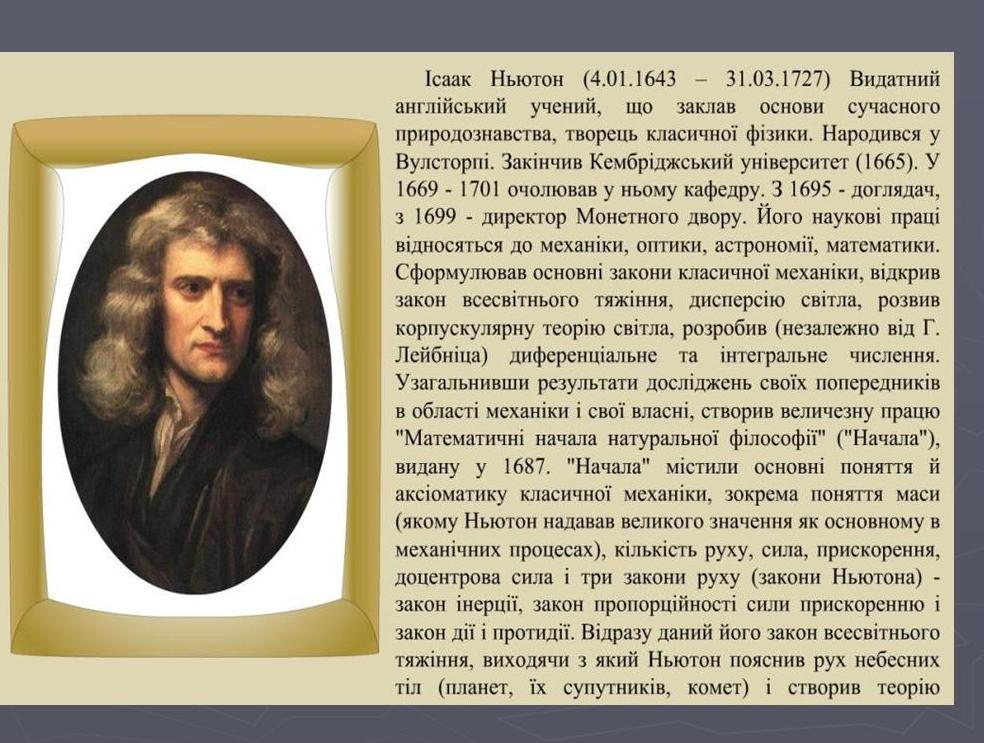 Ісаак Ньютон (4.01.1643 – 31.03.1727) Видатний
англійський учений, що заклав основи сучасного
природознавства, творець класичної фізики. Народився у
Вулсторпі. Закінчив Кембріджський університет (1665). У
1669 - 1701 очолював у ньому кафедру. З 1695 - доглядач,
з 1699 - директор Монетного двору. Його наукові праці
відносяться до механіки, оптики, астрономії, математики.
Сформулював основні закони класичної механіки, відкрив
закон всесвітнього тяжіння, дисперсію світла, розвив
корпускулярну теорію світла, розробив (незалежно від Г.
Лейбніца) диференціальне та інтегральне числення.
Узагальнивши результати досліджень своїх попередників
в області механіки і свої власні, створив величезну працю
"Математичні начала натуральної філософії" ("Начала"),
видану у 1687. "Начала" містили основні поняття й
аксіоматику класичної механіки, зокрема поняття маси
(якому Ньютон надавав великого значення як основному в
механічних процесах), кількість руху, сила, прискорення,
доцентрова сила і три закони руху (закони Ньютона) -
закон інерції, закон пропорційності сили прискоренню і
закон дії і протидії. Відразу даний його закон всесвітнього
тяжіння, виходячи з який Ньютон пояснив рух небесних
тіл (планет, їх супутників, комет) і створив теорію